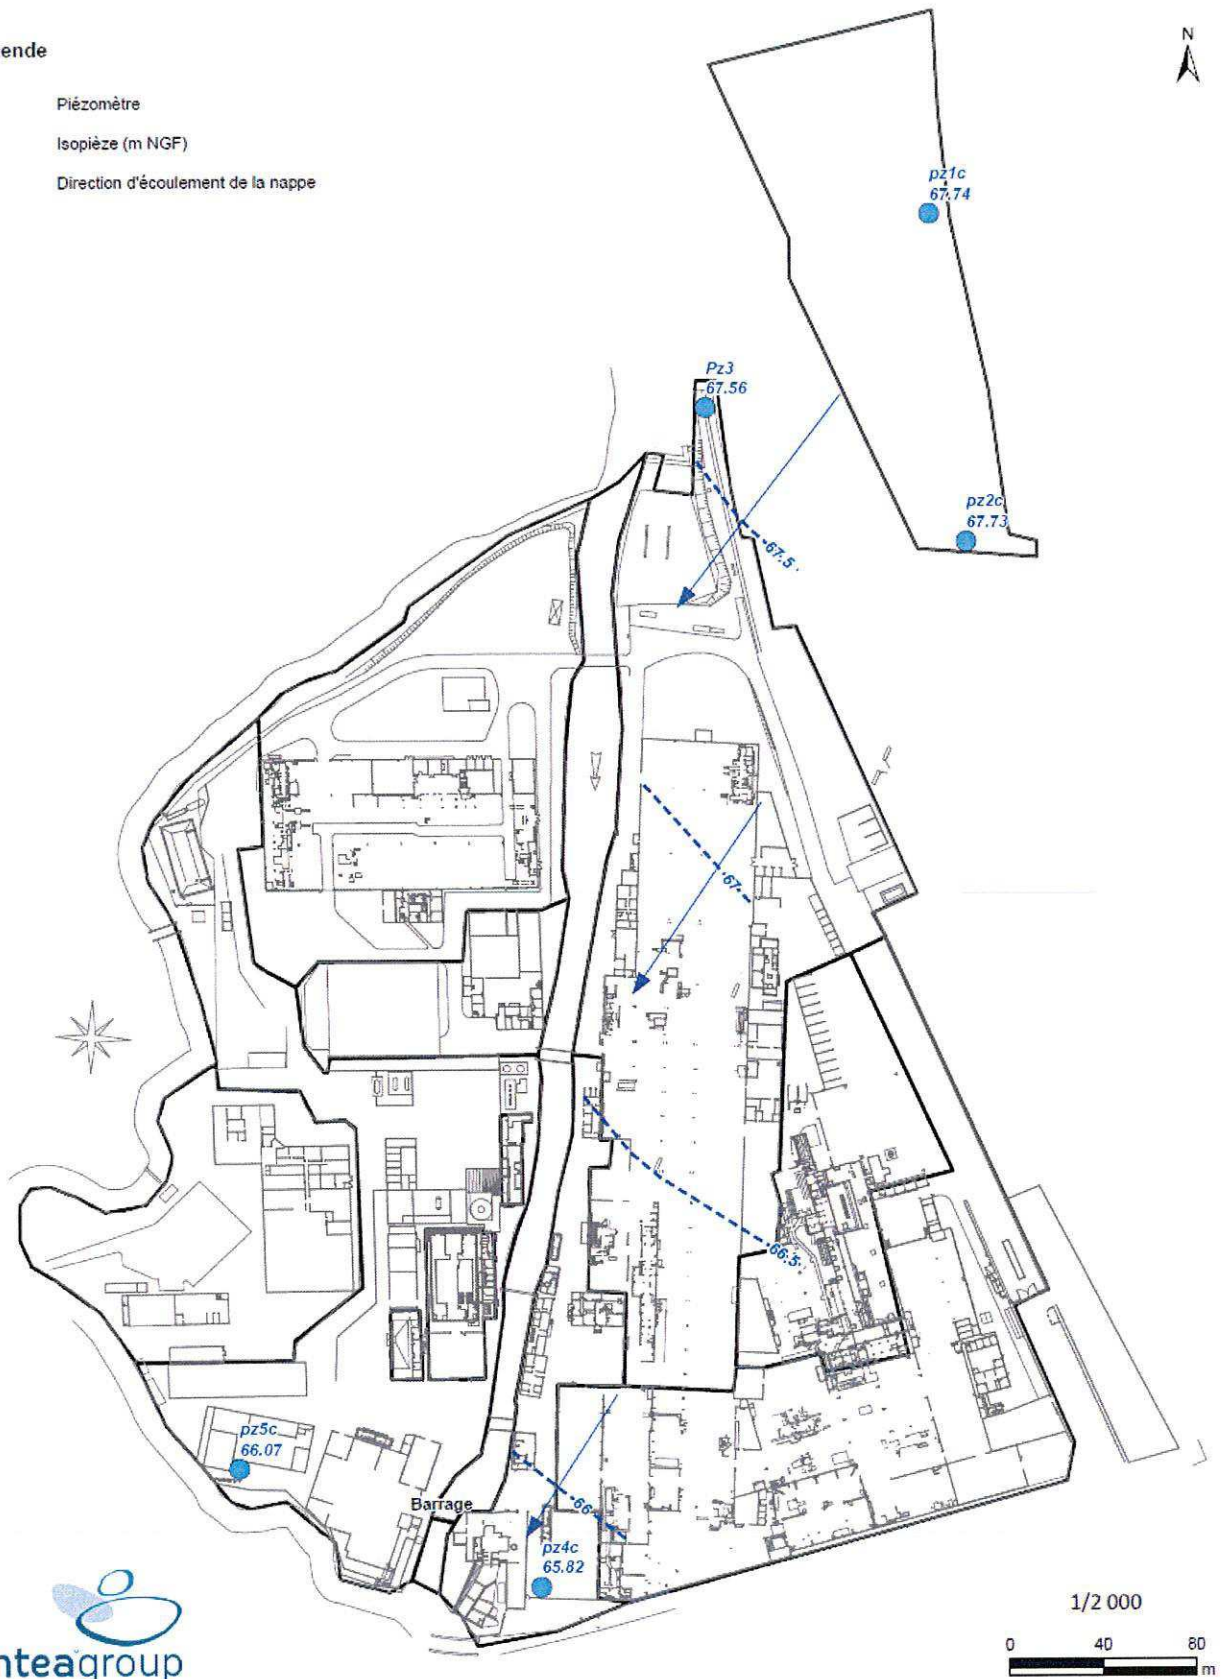 ende
Piézomètre
Isopièze (m NGF)
Direction d'écoulement de la nappe
N
pz1c
67.74
Pz3
67.56
pz2c
67.73
67.5
67
66.5
pz5c
66.07
Barrage
66
pz4c
65.82
nteagroup
1/2 000
0 40 80
m